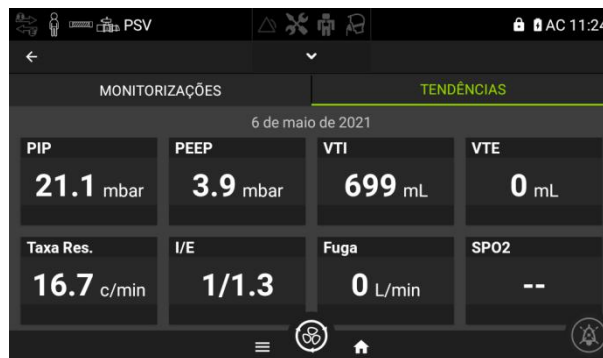 PSV AC 11:24
MONITORIZAÇÕES TENDÊNCIAS
6 de maio de 2021
PIP PEEP VTI VTE
21.1 mbar 3.9 mbar 699 mL 0 mL
Taxa Res. I/E Fuga SPO2
16.7 c/min 1/1.3 0 L/min --